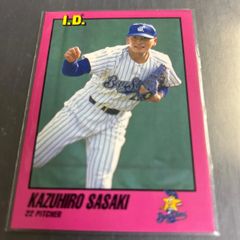 I.D.
KAZUHIRO SASAKI
22 PITCHER